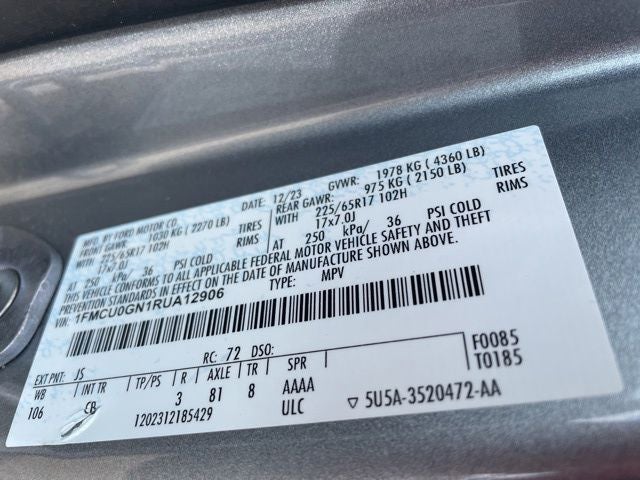 MFG. BY FORD MOTOR CO. DATE: 12/23 GVWR: 1978 KG ( 4360 LB)
FRONT GAWR: 1030 KG ( 2270 LB) REAR GAWR: 975 KG ( 2150 LB)
WITH 225/65R17 102H TIRES WITH 225/65R17 102H TIRES
17x7.0J RIMS 17x7.0J RIMS
AT 250 kPa/ 36 PSI COLD AT 250 kPa/ 36 PSI COLD
THIS VEHICLE CONFORMS TO ALL APPLICABLE FEDERAL MOTOR VEHICLE SAFETY AND THEFT
PREVENTION STANDARDS IN EFFECT ON THE DATE OF MANUFACTURE SHOWN ABOVE.
VIN: 1FMCU0GN1RUA12906 TYPE: MPV
EXT PNT: JS RC: 72 DSO: F0085
WB INT TR TP/PS R AXLE TR SPR T0185
106 CB 3 81 8 AAAA
1202312185429 ULC ▽ 5U5A-3520472-AA